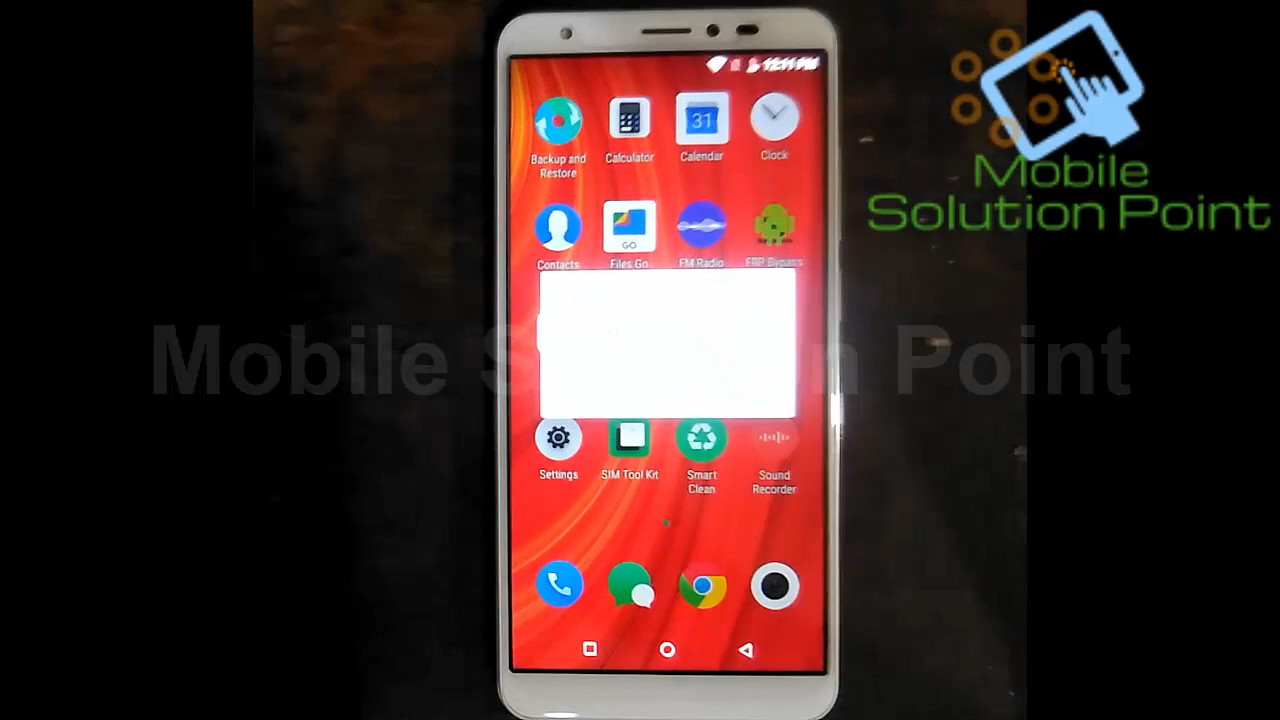 12:11 PM
31
Backup and
Restore
Calculator
Calendar
Clock
GO
Contacts
Files Go
FM Radio
FRP Bypass
Settings
SIM Tool Kit
Smart
Clean
Sound
Recorder
Mobile
Solution Point
Mobile S n Point